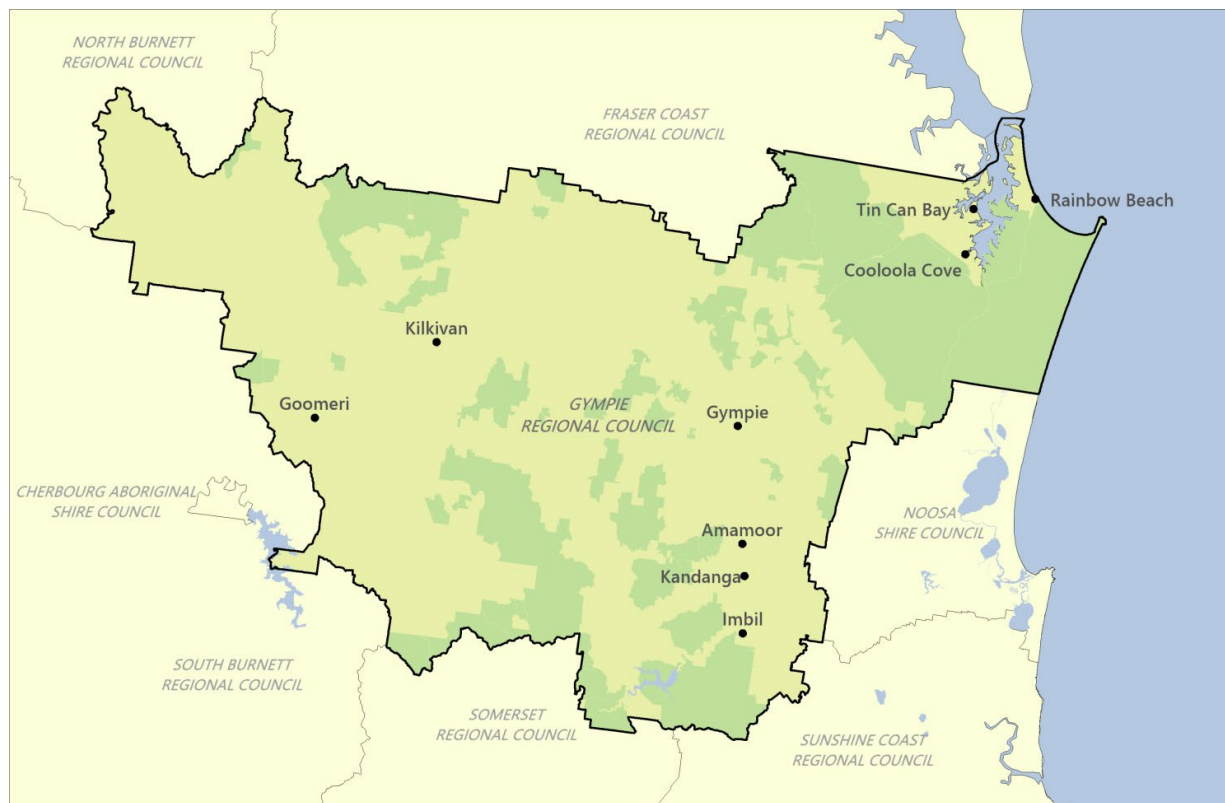 NORTH BURNETT
REGIONAL COUNCIL
FRASER COAST
REGIONAL COUNCIL
Tin Can Bay
Rainbow Beach
Cooloola Cove
Kilkivan
Goomeri
GYMPIE
REGIONAL COUNCIL
Gympie
CHERBOURG ABORIGINAL
SHIRE COUNCIL
NOOSA
SHIRE COUNCIL
Amamoor
Kandanga
Imbil
SOUTH BURNETT
REGIONAL COUNCIL
SOMERSET
REGIONAL COUNCIL
SUNSHINE COAST
REGIONAL COUNCIL